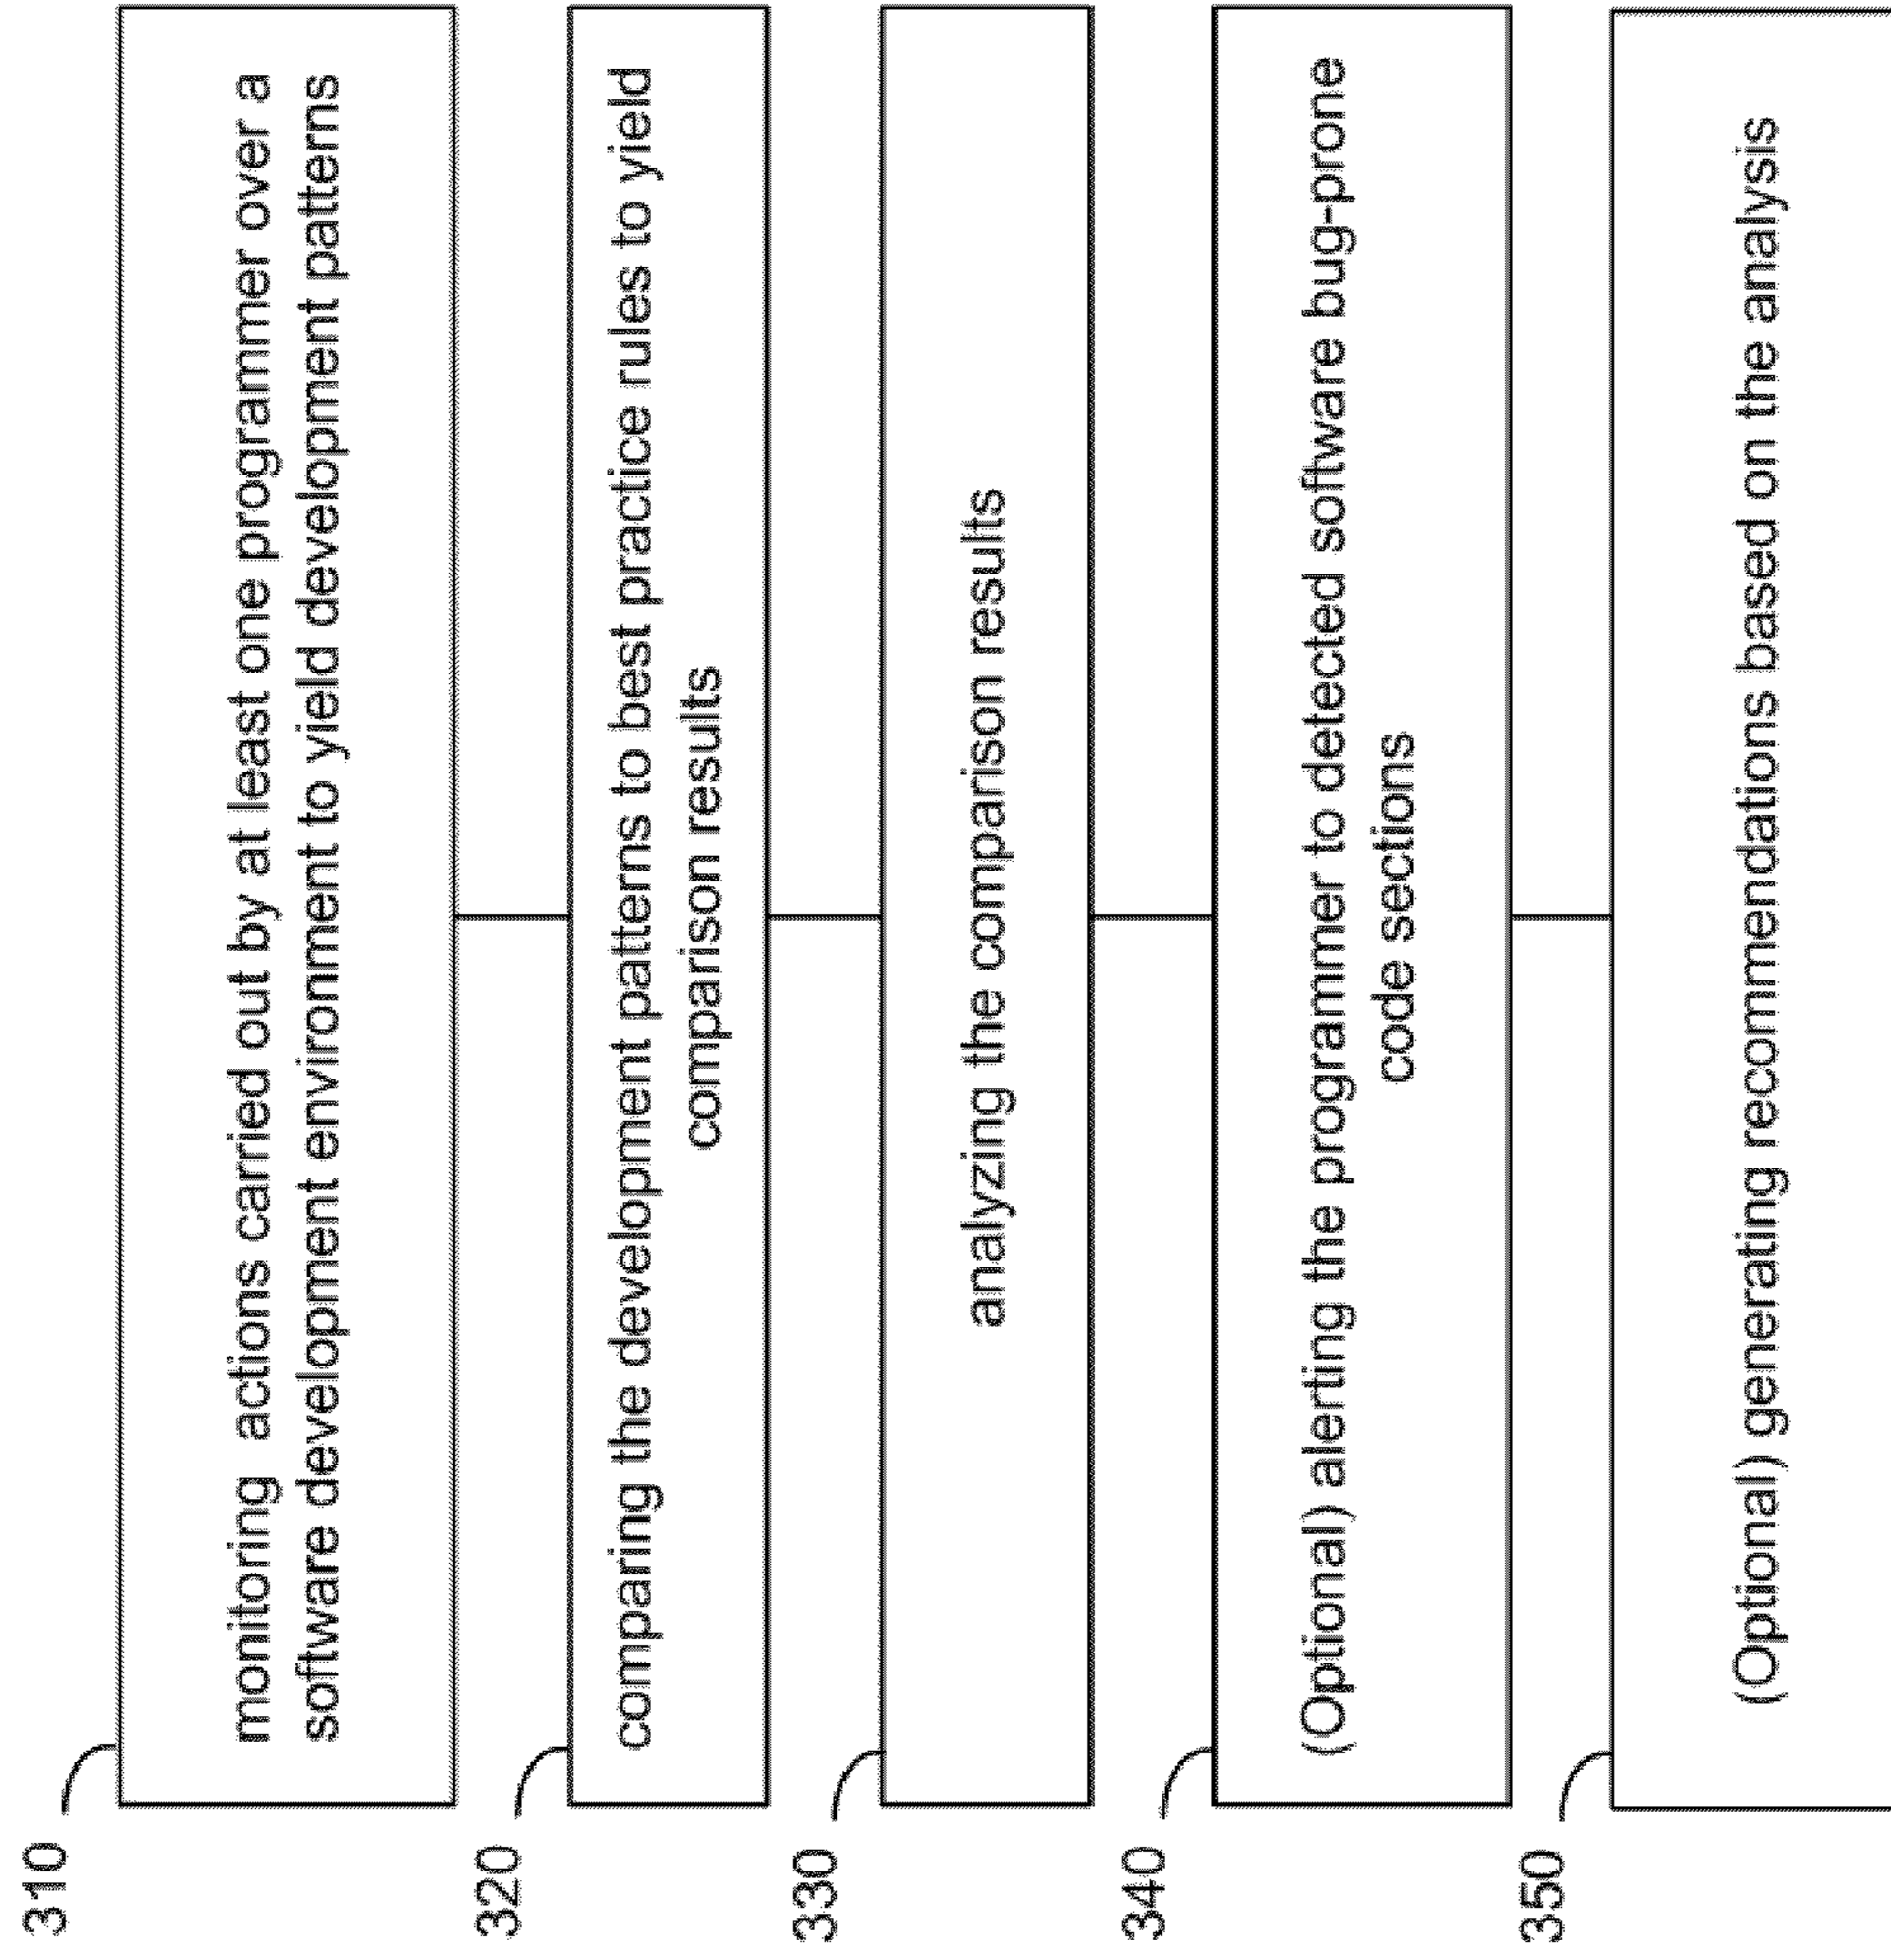 310
monitoring actions carried out by at least one programmer over a
software development environment to yield development patterns
320
comparing the development patterns to best practice rules to yield
comparison results
330
analyzing the comparison results
340
(Optional) alerting the programmer to detected software bug-prone
code sections
350
(Optional) generating recommendations based on the analysis